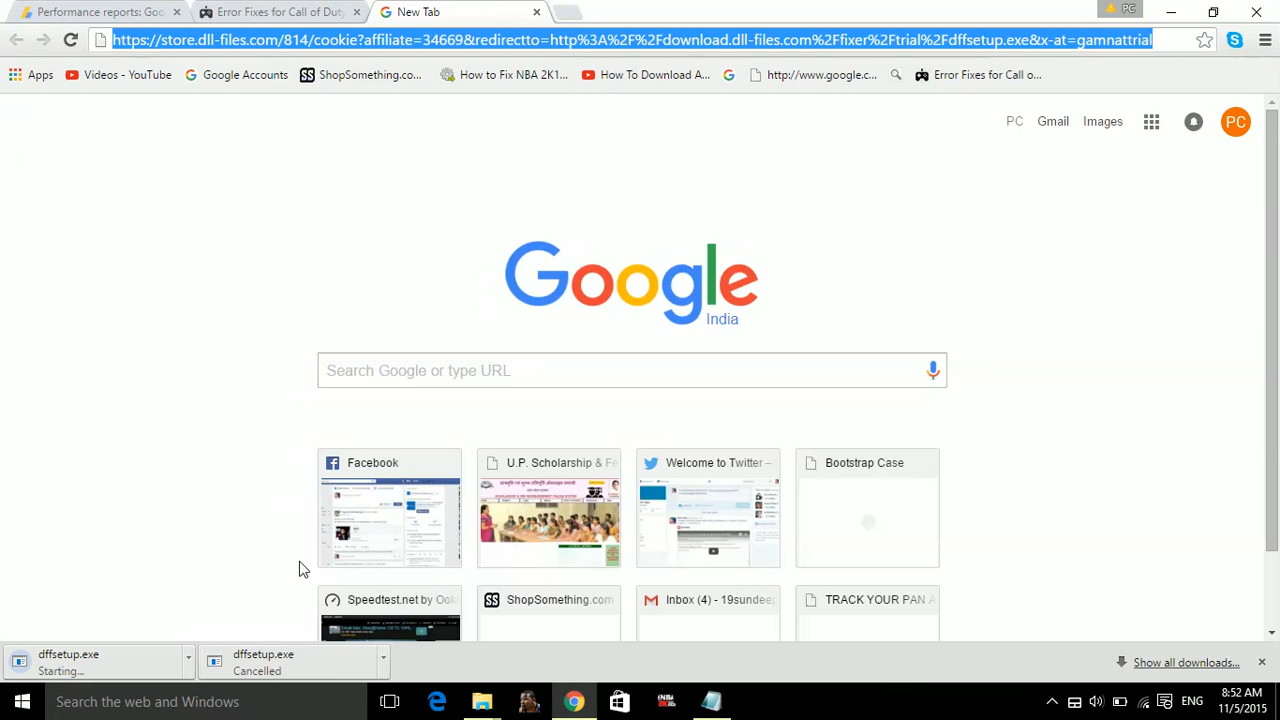 Performance reports: Goo
Error Fixes for Call of Duty
New Tab
PC
https://store.dll-files.com/814/cookie?affiliate=34669&redirectto=http%3A%2F%2Fdownload.dll-files.com%2Ffixer%2Ftrial%2Fdffsetup.exe&x-at=gamnattrial
Apps
Videos - YouTube
Google Accounts
ShopSomething.co...
How to Fix NBA 2K1...
How To Download A...
http://www.google.c...
Error Fixes for Call o...
PC
Gmail
Images
PC
Google
India
Search Google or type URL
Facebook
U.P. Scholarship & Fe
Welcome to Twitter –
Bootstrap Case
Speedtest.net by Ook
ShopSomething.com
Inbox (4) - 19sundeep
TRACK YOUR PAN A
dffsetup.exe
Starting...
dffsetup.exe
Cancelled
Show all downloads...
Search the web and Windows
ENG
8:52 AM
11/5/2015